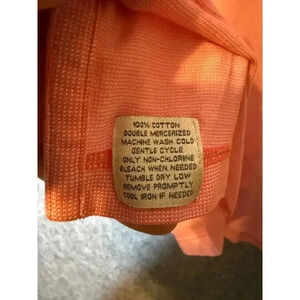 100% COTTON
DOUBLE MERCERIZED
MACHINE WASH COLD
GENTLE CYCLE
ONLY NON-CHLORINE
BLEACH WHEN NEEDED
TUMBLE DRY LOW
REMOVE PROMPTLY
COOL IRON IF NEEDED